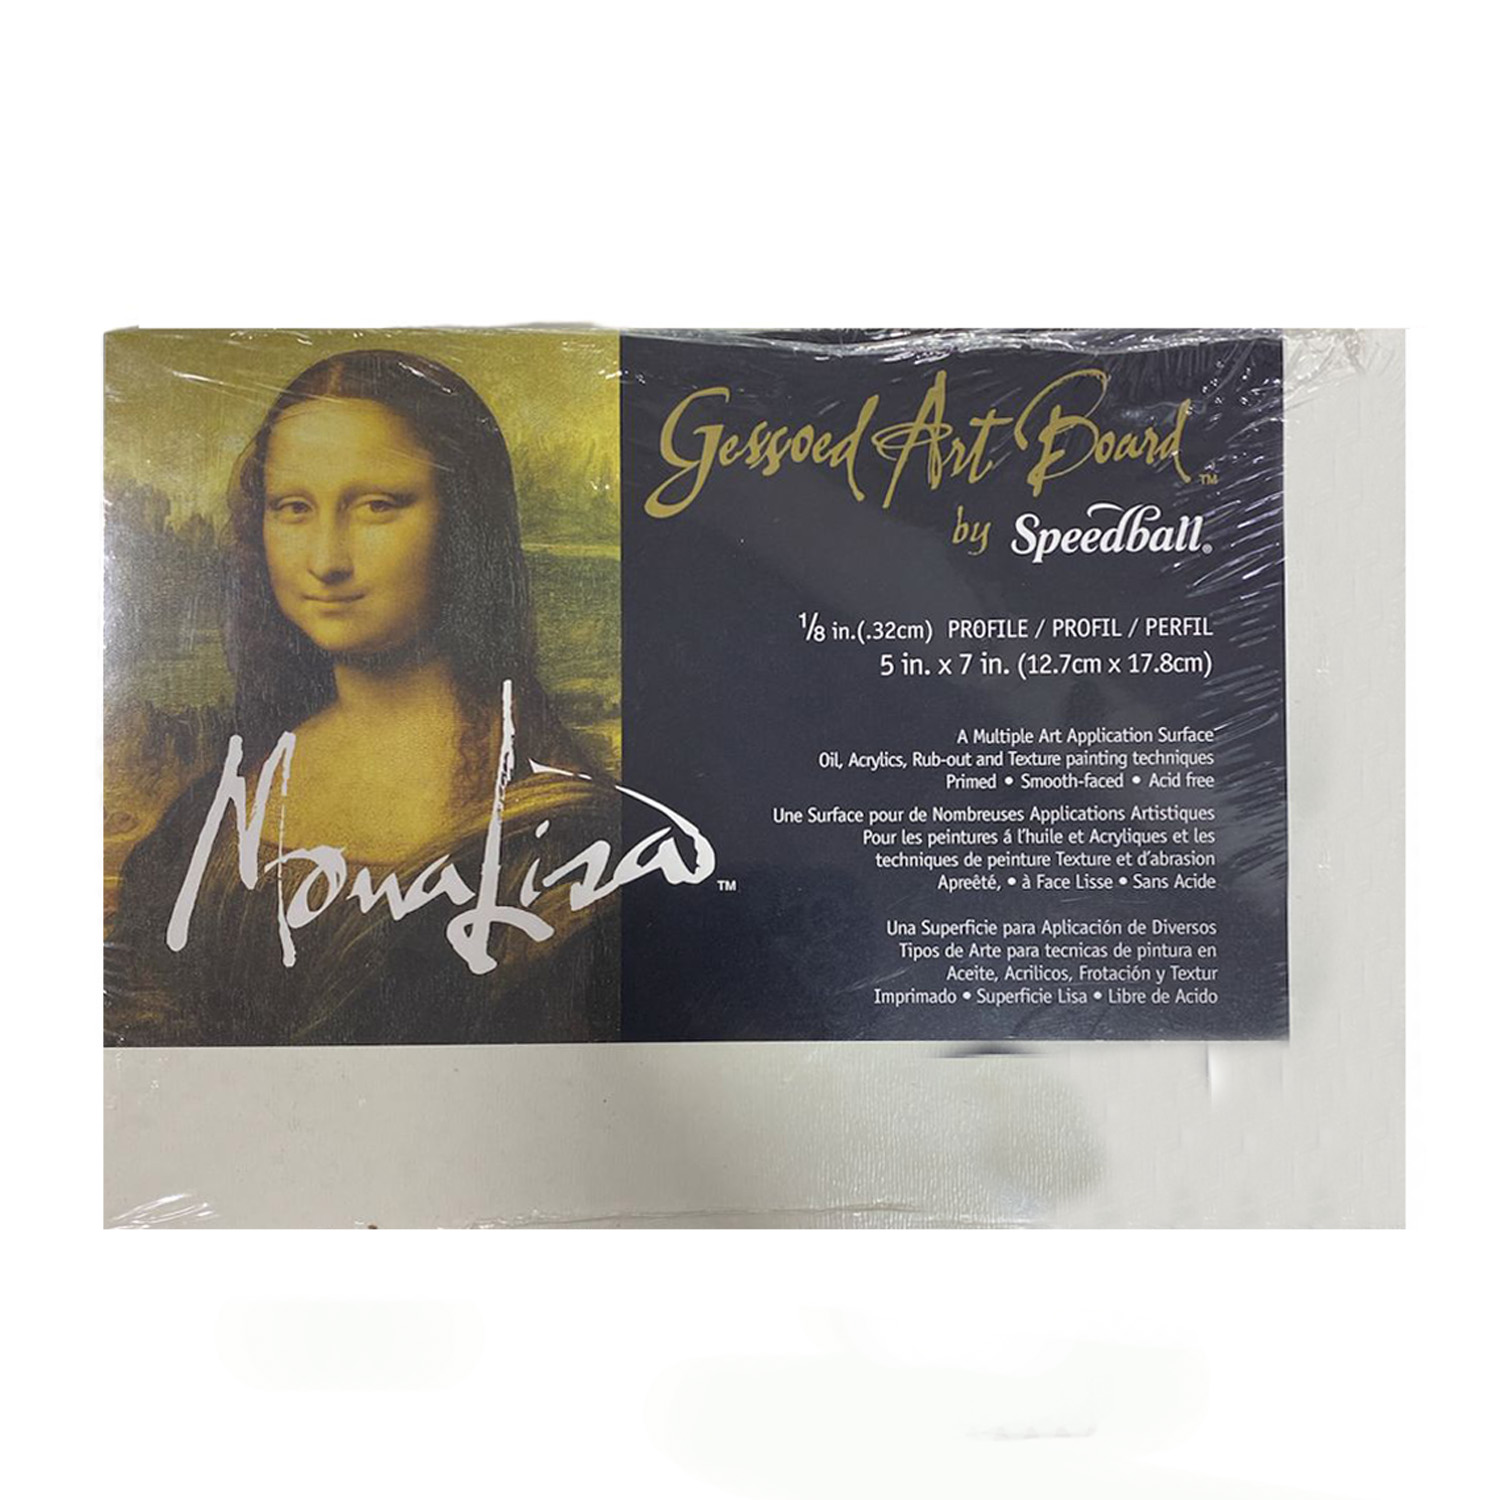 Gessoed Art Board™
by Speedball®
1/8 in.(.32cm) PROFILE / PROFIL / PERFIL
5 in. x 7 in. (12.7cm x 17.8cm)
Mona Lisa™
A Multiple Art Application Surface
Oil, Acrylics, Rub-out and Texture painting techniques
Primed • Smooth-faced • Acid free
Une Surface pour de Nombreuses Applications Artistiques
Pour les peintures á l'huile et Acryliques et les
techniques de peinture Texture et d'abrasion
Apreêté, • à Face Lisse • Sans Acide
Una Superficie para Aplicación de Diversos
Tipos de Arte para tecnicas de pintura en
Aceite, Acrilicos, Frotación y Textur
Imprimado • Superficie Lisa • Libre de Acido